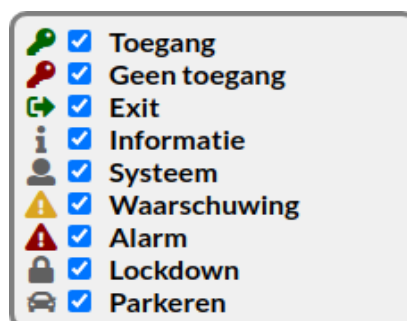 Toegang
Geen toegang
Exit
Informatie
Systeem
Waarschuwing
Alarm
Lockdown
Parkeren